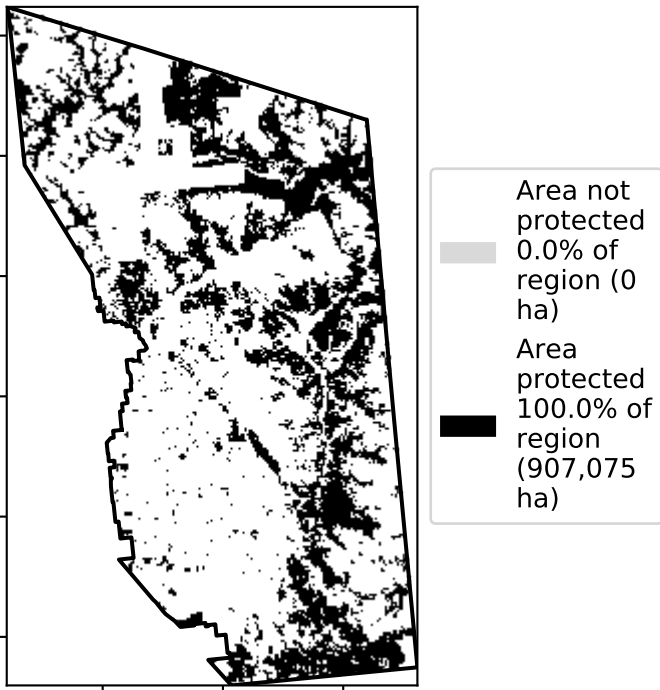 Area not
protected
0.0% of
region (0
ha)
Area
protected
100.0% of
region
(907,075
ha)